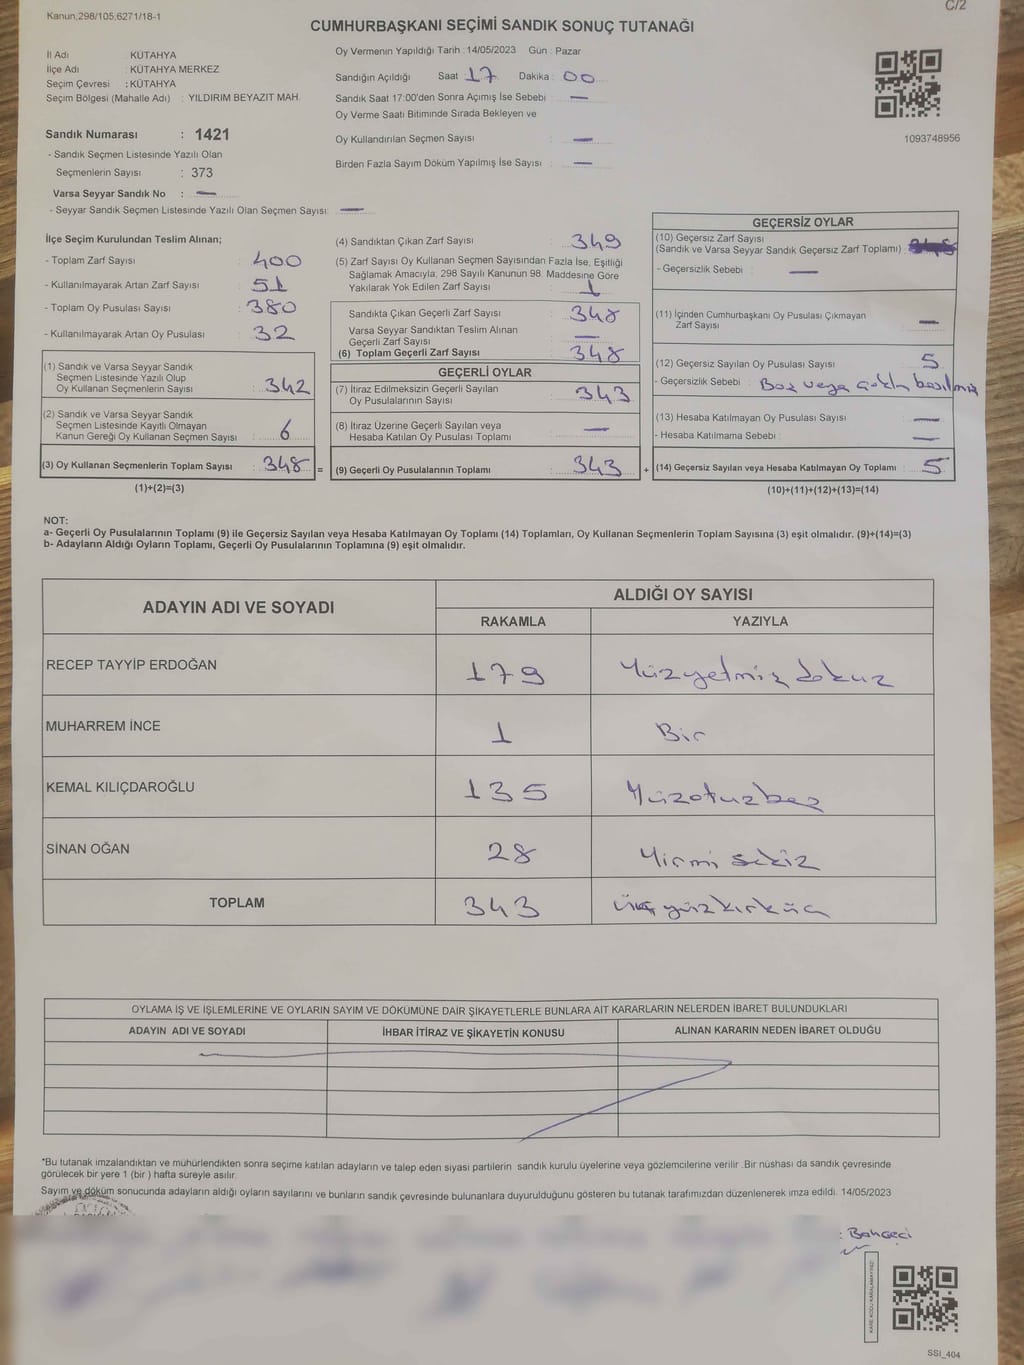 Kanun,298/105,6271/18-1
C/2
CUMHURBAŞKANI SEÇİMİ SANDIK SONUÇ TUTANAĞI
İl Adı : KÜTAHYA
İlçe Adı : KÜTAHYA MERKEZ
Seçim Çevresi : KÜTAHYA
Seçim Bölgesi (Mahalle Adı) : YILDIRIM BEYAZIT MAH.
Sandık Numarası : 1421
- Sandık Seçmen Listesinde Yazılı Olan
Seçmenlerin Sayısı : 373
Varsa Seyyar Sandık No : —
- Seyyar Sandık Seçmen Listesinde Yazılı Olan Seçmen Sayısı: —
Oy Vermenin Yapıldığı Tarih : 14/05/2023 Gün : Pazar
Sandığın Açıldığı Saat : 17 Dakika : 00
Sandık Saat 17:00'den Sonra Açımış İse Sebebi : —
Oy Verme Saati Bitiminde Sırada Bekleyen ve
Oy Kullandırılan Seçmen Sayısı : —
Birden Fazla Sayım Döküm Yapılmış İse Sayısı : —
1093748956
İlçe Seçim Kurulundan Teslim Alınan;
- Toplam Zarf Sayısı : 400
- Kullanılmayarak Artan Zarf Sayısı : 51
- Toplam Oy Pusulası Sayısı : 380
- Kullanılmayarak Artan Oy Pusulası : 32
(1) Sandık ve Varsa Seyyar Sandık
Seçmen Listesinde Yazılı Olup
Oy Kullanan Seçmenlerin Sayısı : 342
(2) Sandık ve Varsa Seyyar Sandık
Seçmen Listesinde Kayıtlı Olmayan
Kanun Gereği Oy Kullanan Seçmen Sayısı : 6
(3) Oy Kullanan Seçmenlerin Toplam Sayısı : 348 =
(1)+(2)=(3)
(4) Sandıktan Çıkan Zarf Sayısı : 349
(5) Zarf Sayısı Oy Kullanan Seçmen Sayısından Fazla İse, Eşitliği
Sağlamak Amacıyla; 298 Sayılı Kanunun 98. Maddesine Göre
Yakılarak Yok Edilen Zarf Sayısı : 1
Sandıkta Çıkan Geçerli Zarf Sayısı : 348
Varsa Seyyar Sandıktan Teslim Alınan
Geçerli Zarf Sayısı : —
(6) Toplam Geçerli Zarf Sayısı : 348
GEÇERLİ OYLAR
(7) İtiraz Edilmeksizin Geçerli Sayılan
Oy Pusulalarının Sayısı : 343
(8) İtiraz Üzerine Geçerli Sayılan veya
Hesaba Katılan Oy Pusulası Toplamı : —
(9) Geçerli Oy Pusulalarının Toplamı : 343 +
GEÇERSİZ OYLAR
(10) Geçersiz Zarf Sayısı
(Sandık ve Varsa Seyyar Sandık Geçersiz Zarf Toplamı) :
- Geçersizlik Sebebi : —
(11) İçinden Cumhurbaşkanı Oy Pusulası Çıkmayan
Zarf Sayısı : —
(12) Geçersiz Sayılan Oy Pusulası Sayısı : 5
- Geçersizlik Sebebi : Boş veya çoklu basılmış
(13) Hesaba Katılmayan Oy Pusulası Sayısı : —
- Hesaba Katılmama Sebebi : —
(14) Geçersiz Sayılan veya Hesaba Katılmayan Oy Toplamı : 5
(10)+(11)+(12)+(13)=(14)
NOT:
a- Geçerli Oy Pusulalarının Toplamı (9) ile Geçersiz Sayılan veya Hesaba Katılmayan Oy Toplamı (14) Toplamları, Oy Kullanan Seçmenlerin Toplam Sayısına (3) eşit olmalıdır. (9)+(14)=(3)
b- Adayların Aldığı Oyların Toplamı, Geçerli Oy Pusulalarının Toplamına (9) eşit olmalıdır.
ADAYIN ADI VE SOYADI ALDIĞI OY SAYISI
RAKAMLA YAZIYLA
RECEP TAYYİP ERDOĞAN 179 Yüzyetmiş dokuz
MUHARREM İNCE 1 Bir
KEMAL KILIÇDAROĞLU 135 Yüzotuzbeş
SİNAN OĞAN 28 Yirmi sekiz
TOPLAM 343 Üçyüzkırküç
OYLAMA İŞ VE İŞLEMLERİNE VE OYLARIN SAYIM VE DÖKÜMÜNE DAİR ŞİKAYETLERLE BUNLARA AİT KARARLARIN NELERDEN İBARET BULUNDUKLARI
ADAYIN ADI VE SOYADI İHBAR İTİRAZ VE ŞİKAYETİN KONUSU ALINAN KARARIN NEDEN İBARET OLDUĞU
*Bu tutanak imzalandıktan ve mühürlendikten sonra seçime katılan adayların ve talep eden siyasi partilerin sandık kurulu üyelerine veya gözlemcilerine verilir .Bir nüshası da sandık çevresinde
görülecek bir yere 1 (bir ) hafta süreyle asılır.
Sayım ve döküm sonucunda adayların aldığı oyların sayılarını ve bunların sandık çevresinde bulunanlara duyurulduğunu gösteren bu tutanak tarafımızdan düzenlenerek imza edildi. 14/05/2023
: Bahçeci
KARE KODU KARALAMAYINIZ!
SSI_404